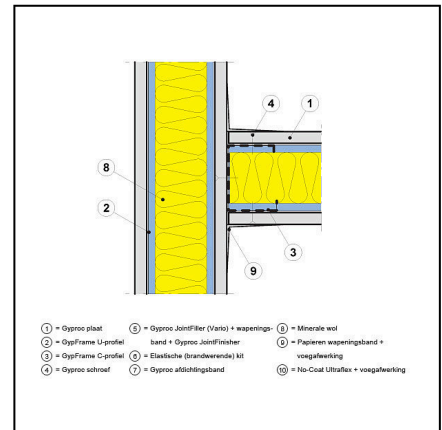 4
1
8
2
3
9
1 = Gyproc plaat
2 = GypFrame U-profiel
3 = GypFrame C-profiel
4 = Gyproc schroef
5 = Gyproc JointFiller (Vario) + wapenings-
band + Gyproc JointFinisher
6 = Elastische (brandwerende) kit
7 = Gyproc afdichtingsband
8 = Minerale wol
9 = Papieren wapeningsband +
voegafwerking
10 = No-Coat Ultraflex + voegafwerking